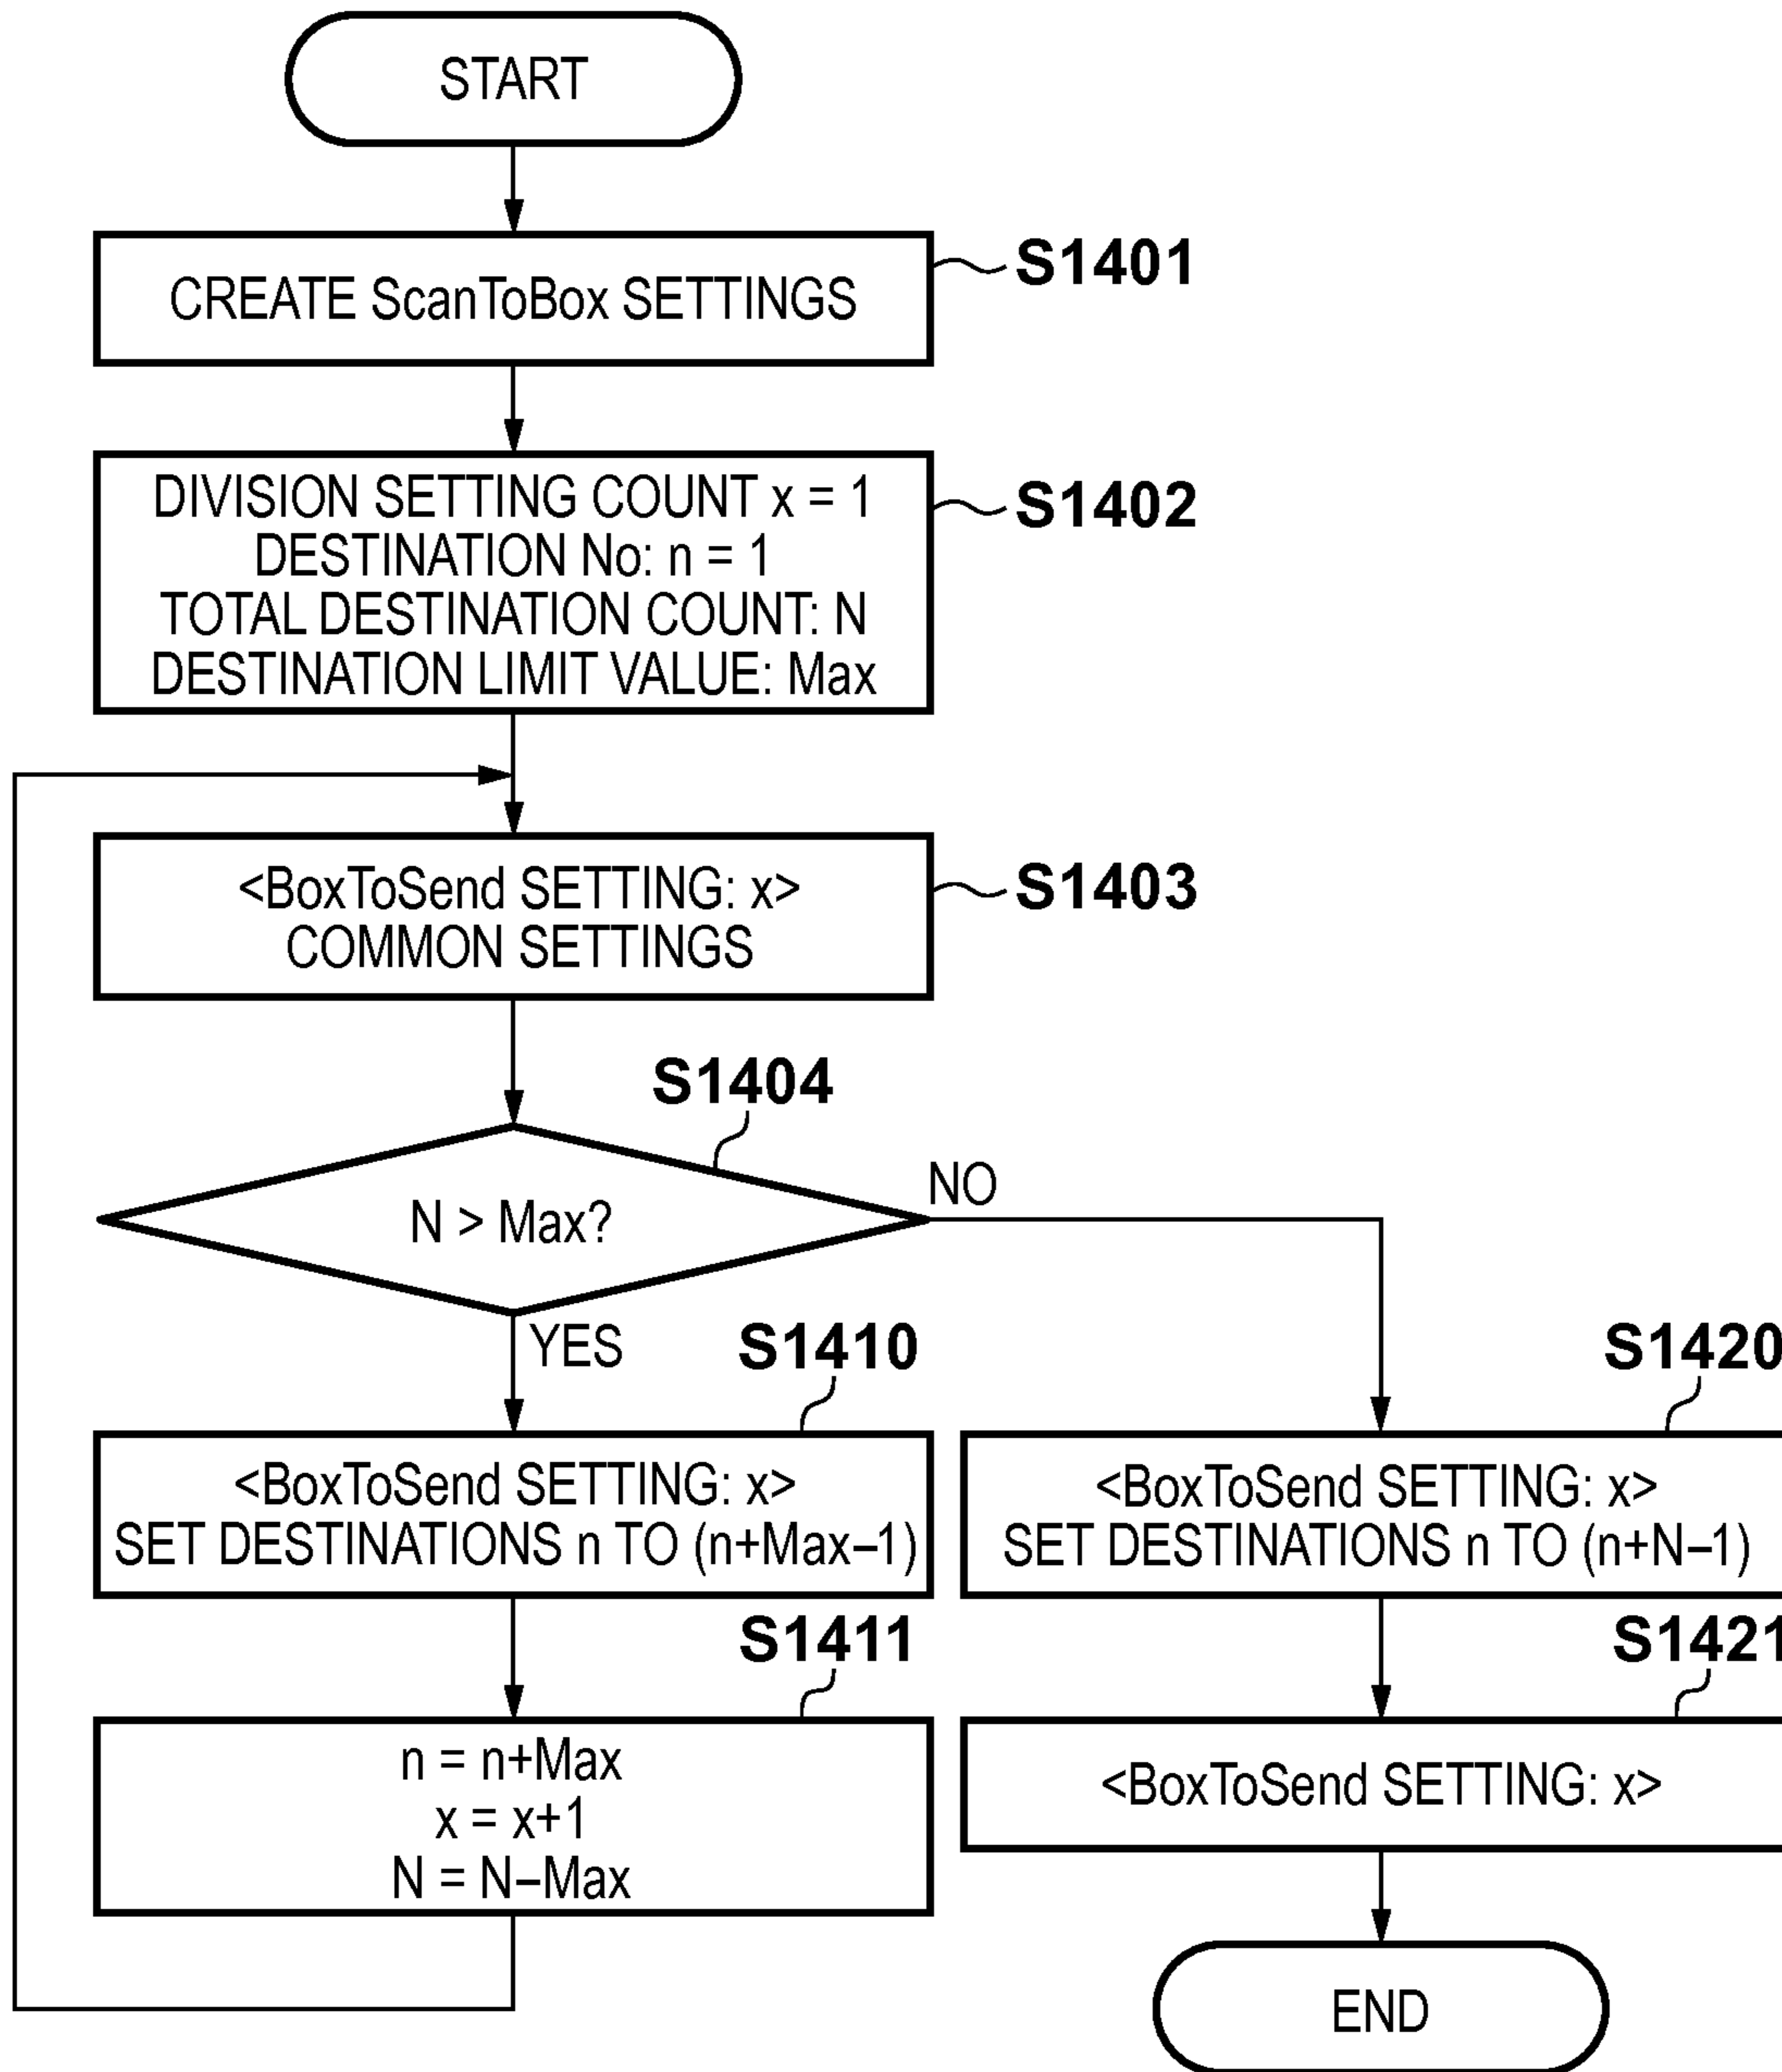 START
CREATE ScanToBox SETTINGS
S1401
DIVISION SETTING COUNT x = 1
DESTINATION No: n = 1
TOTAL DESTINATION COUNT: N
DESTINATION LIMIT VALUE: Max
S1402
<BoxToSend SETTING: x>
COMMON SETTINGS
S1403
S1404
N > Max?
NO
YES
S1410
<BoxToSend SETTING: x>
SET DESTINATIONS n TO (n+Max–1)
S1411
n = n+Max
x = x+1
N = N–Max
S1420
<BoxToSend SETTING: x>
SET DESTINATIONS n TO (n+N–1)
S1421
<BoxToSend SETTING: x>
END